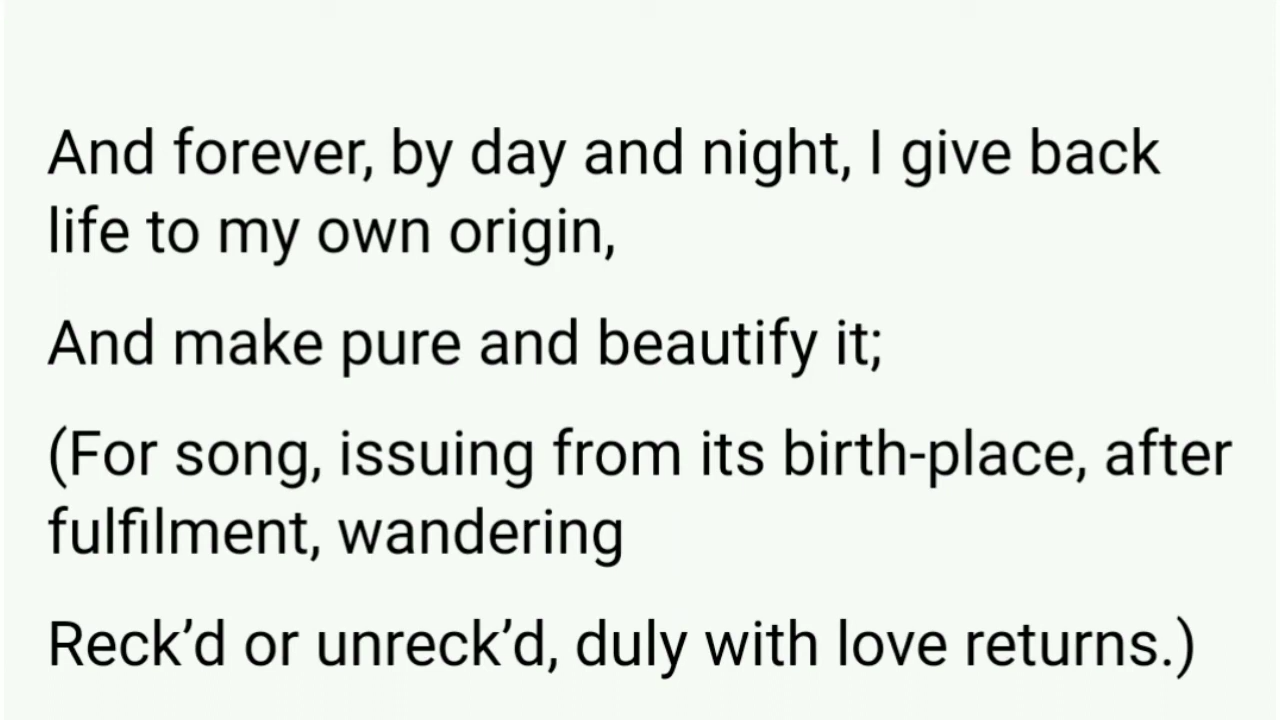 And forever, by day and night, I give back
life to my own origin,
And make pure and beautify it;
(For song, issuing from its birth-place, after
fulfilment, wandering
Reck’d or unreck’d, duly with love returns.)